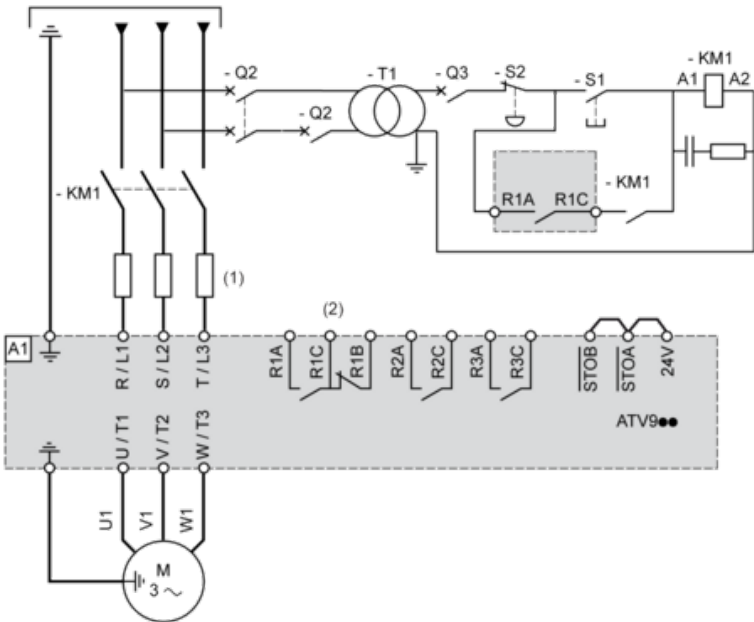 - Q2
- T1
- Q3
- S2
- S1
- KM1
A1
A2
- Q2
- KM1
R1A
R1C
- KM1
(1)
(2)
A1
R / L1
S / L2
T / L3
R1A
R1C
R1B
R2A
R2C
R3A
R3C
STOB
STOA
24V
ATV9●●
U / T1
V / T2
W / T3
U1
V1
W1
M
3 ~